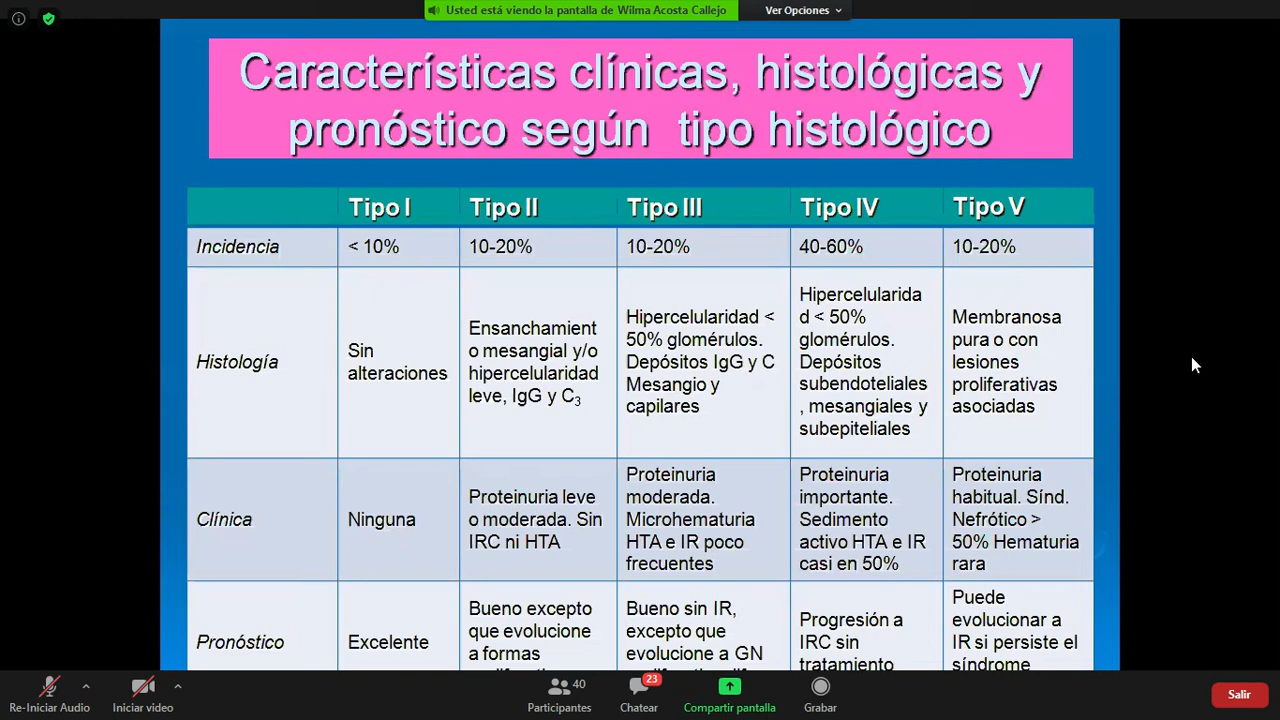 Usted está viendo la pantalla de Wilma Acosta Callejo
Ver Opciones
Características clínicas, histológicas y
pronóstico según tipo histológico
Tipo I
Tipo II
Tipo III
Tipo IV
Tipo V
Incidencia
< 10%
10-20%
10-20%
40-60%
10-20%
Histología
Sin
alteraciones
Ensanchamient
o mesangial y/o
hipercelularidad
leve, IgG y C3
Hipercelularidad <
50% glomérulos.
Depósitos IgG y C
Mesangio y
capilares
Hipercelularida
d < 50%
glomérulos.
Depósitos
subendoteliales
, mesangiales y
subepiteliales
Membranosa
pura o con
lesiones
proliferativas
asociadas
Clínica
Ninguna
Proteinuria leve
o moderada. Sin
IRC ni HTA
Proteinuria
moderada.
Microhematuria
HTA e IR poco
frecuentes
Proteinuria
importante.
Sedimento
activo HTA e IR
casi en 50%
Proteinuria
habitual. Sínd.
Nefrótico >
50% Hematuria
rara
Pronóstico
Excelente
Bueno excepto
que evolucione
a formas
Bueno sin IR,
excepto que
evolucione a GN
Progresión a
IRC sin
tratamiento
Puede
evolucionar a
IR si persiste el
síndrome
Re-Iniciar Audio
Iniciar video
40
Participantes
23
Chatear
Compartir pantalla
Grabar
Salir